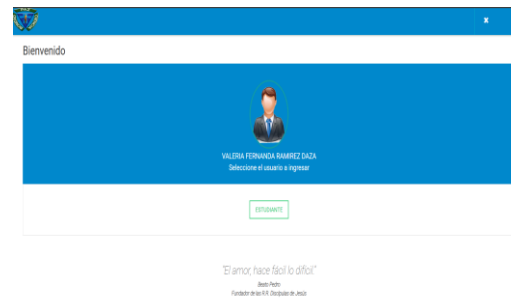 Bienvenido
VALERIA FERNANDA RAMIREZ DAZA
Seleccione el usuario a ingresar
ESTUDIANTE
"El amor, hace fácil lo difícil"
Beato Pedro
Fundador de las R.R. Discípulas de Jesús